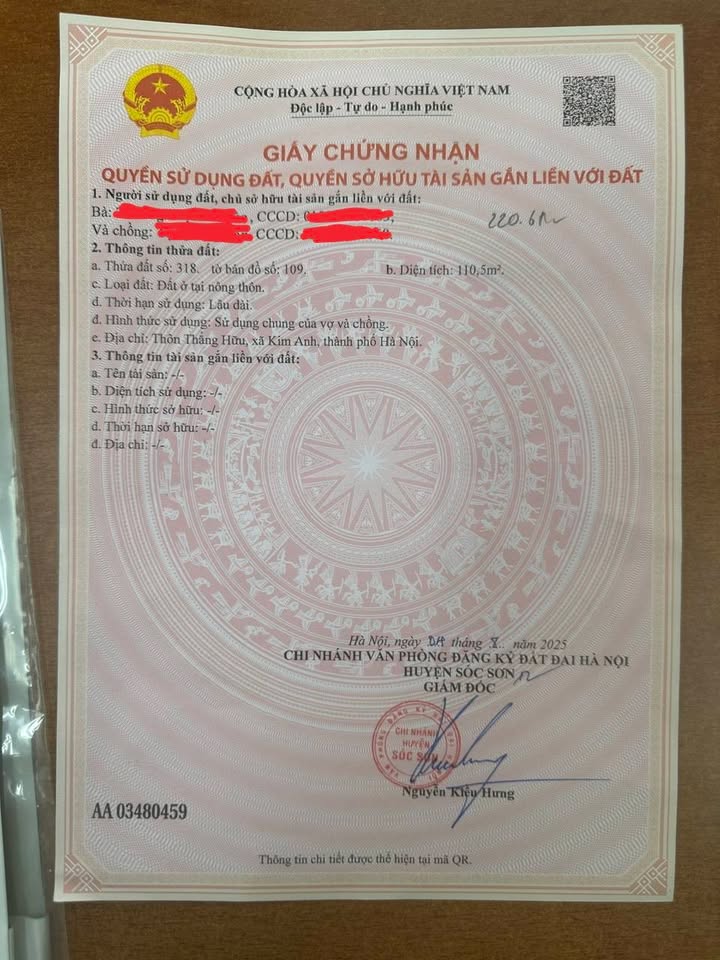 CỘNG HÒA XÃ HỘI CHỦ NGHĨA VIỆT NAM
Độc lập - Tự do - Hạnh phúc
GIẤY CHỨNG NHẬN
QUYỀN SỬ DỤNG ĐẤT, QUYỀN SỞ HỮU TÀI SẢN GẮN LIỀN VỚI ĐẤT
1. Người sử dụng đất, chủ sở hữu tài sản gắn liền với đất:
Bà: , CCCD:
Và chồng: , CCCD:
2. Thông tin thửa đất:
a. Thửa đất số: 318. tờ bản đồ số: 109. b. Diện tích: 110,5m².
c. Loại đất: Đất ở tại nông thôn.
d. Thời hạn sử dụng: Lâu dài.
đ. Hình thức sử dụng: Sử dụng chung của vợ và chồng.
e. Địa chỉ: Thôn Thắng Hữu, xã Kim Anh, thành phố Hà Nội.
3. Thông tin tài sản gắn liền với đất:
a. Tên tài sản: -/-
b. Diện tích sử dụng: -/-
c. Hình thức sở hữu: -/-
d. Thời hạn sở hữu: -/-
đ. Địa chỉ: -/-
Hà Nội, ngày tháng năm 2025
CHI NHÁNH VĂN PHÒNG ĐĂNG KÝ ĐẤT ĐAI HÀ NỘI
HUYỆN SÓC SƠN
GIÁM ĐỐC
CHI NHÁNH
HUYỆN
SÓC SƠN
Nguyễn Kiều Hưng
AA 03480459
Thông tin chi tiết được thể hiện tại mã QR.